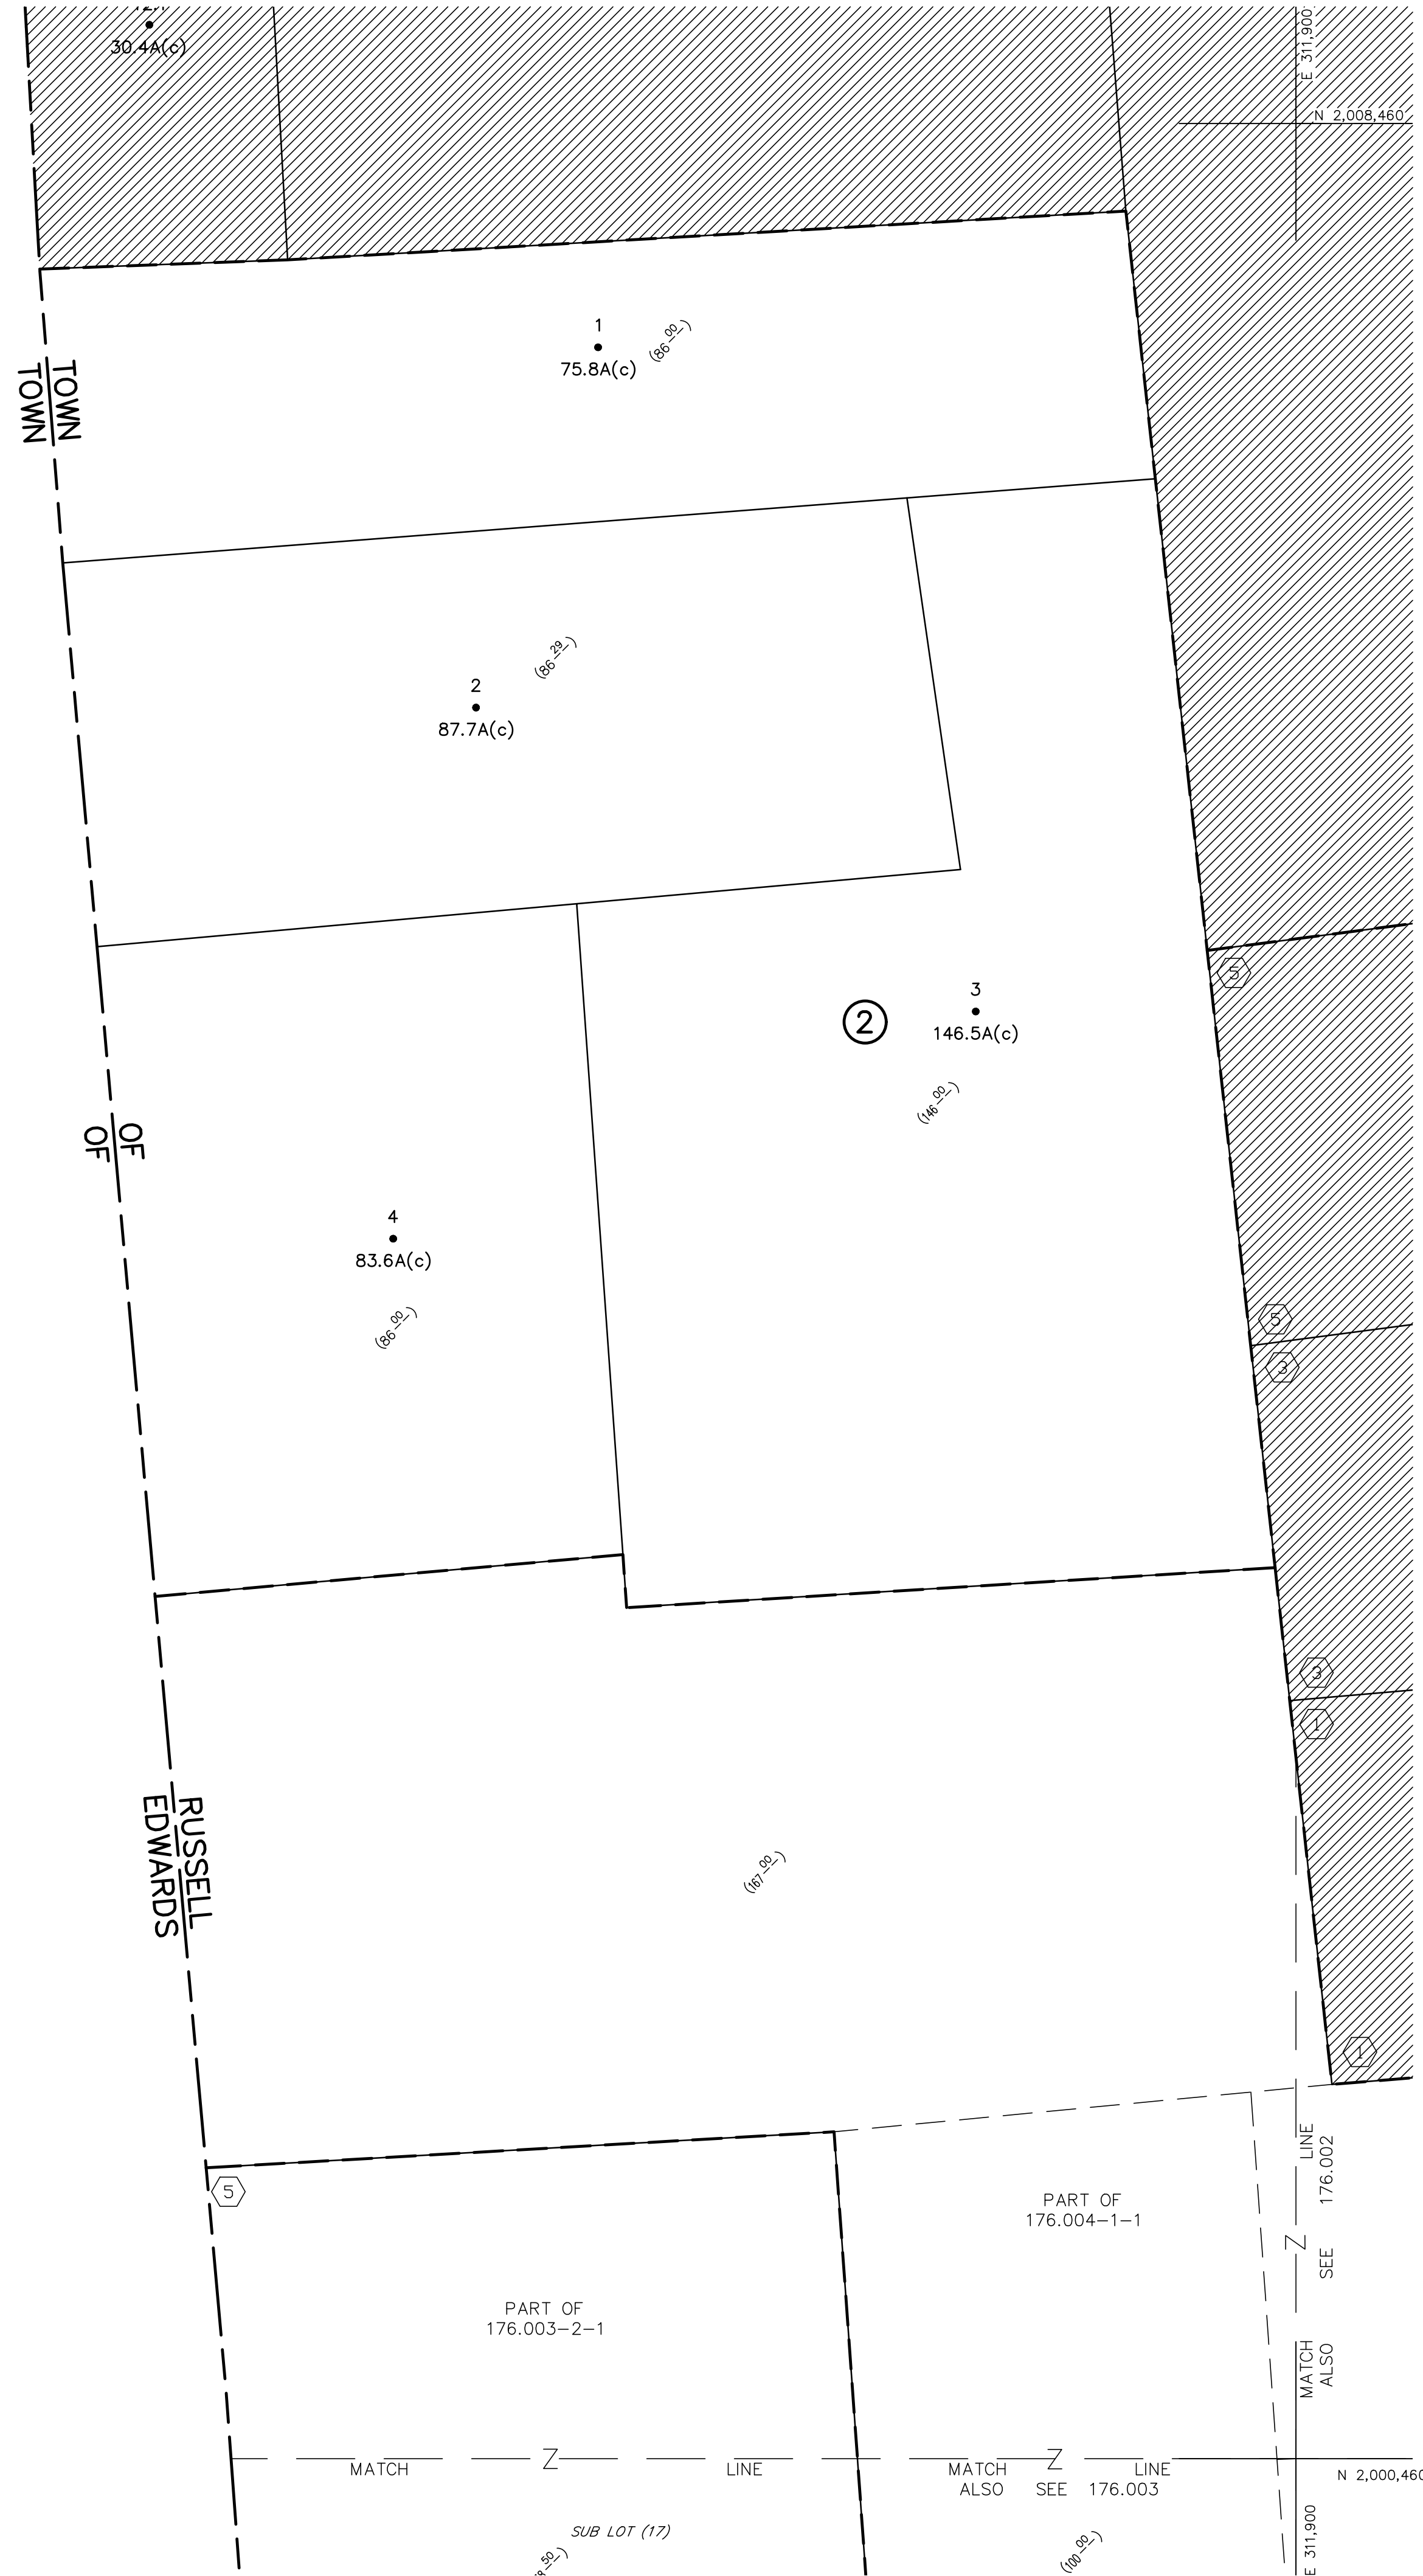 30.4A(c)
E 311,900
N 2,008,460
1
75.8A(c)
(86 00)
TOWN
TOWN
2
87.7A(c)
(86 29)
5
3
146.5A(c)
2
(146 00)
OF
OF
4
83.6A(c)
(86 00)
5
3
3
1
RUSSELL
EDWARDS
(167 00)
1
5
PART OF
176.004-1-1
PART OF
176.003-2-1
MATCH Z LINE
ALSO SEE 176.002
MATCH Z LINE
MATCH Z LINE
ALSO SEE 176.003
N 2,000,460
E 311,900
SUB LOT (17)
50)
(100 00)